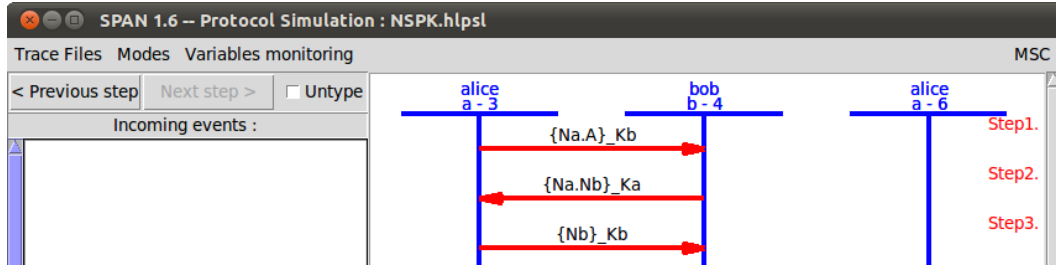 SPAN 1.6 -- Protocol Simulation : NSPK.hlpsl
Trace Files Modes Variables monitoring MSC
< Previous step Next step > Untype
Incoming events :
alice bob alice
a - 3 b - 4 a - 6
Step1.
{Na.A}_Kb
Step2.
{Na.Nb}_Ka
Step3.
{Nb}_Kb